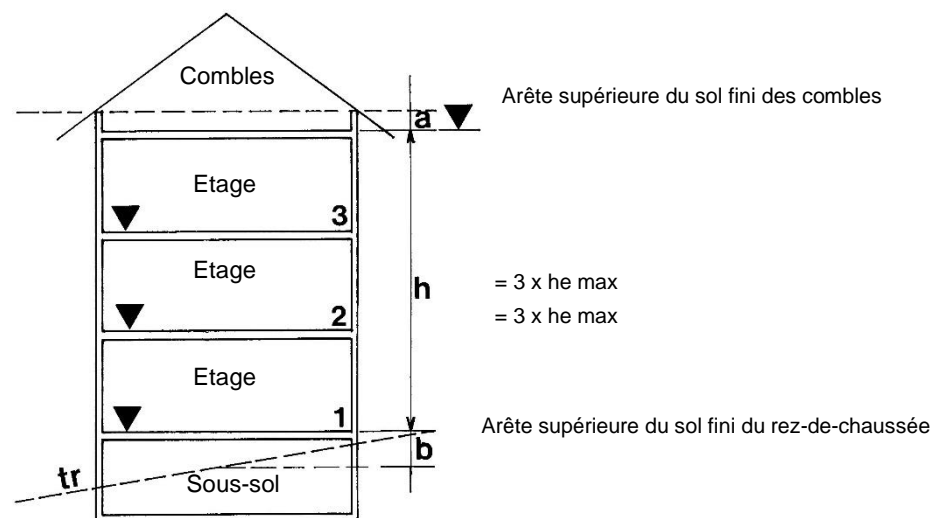 Combles
Arête supérieure du sol fini des combles
a
Etage
3
Etage
h
= 3 x he max
2
= 3 x he max
Etage
1
Arête supérieure du sol fini du rez-de-chaussée
b
tr
Sous-sol